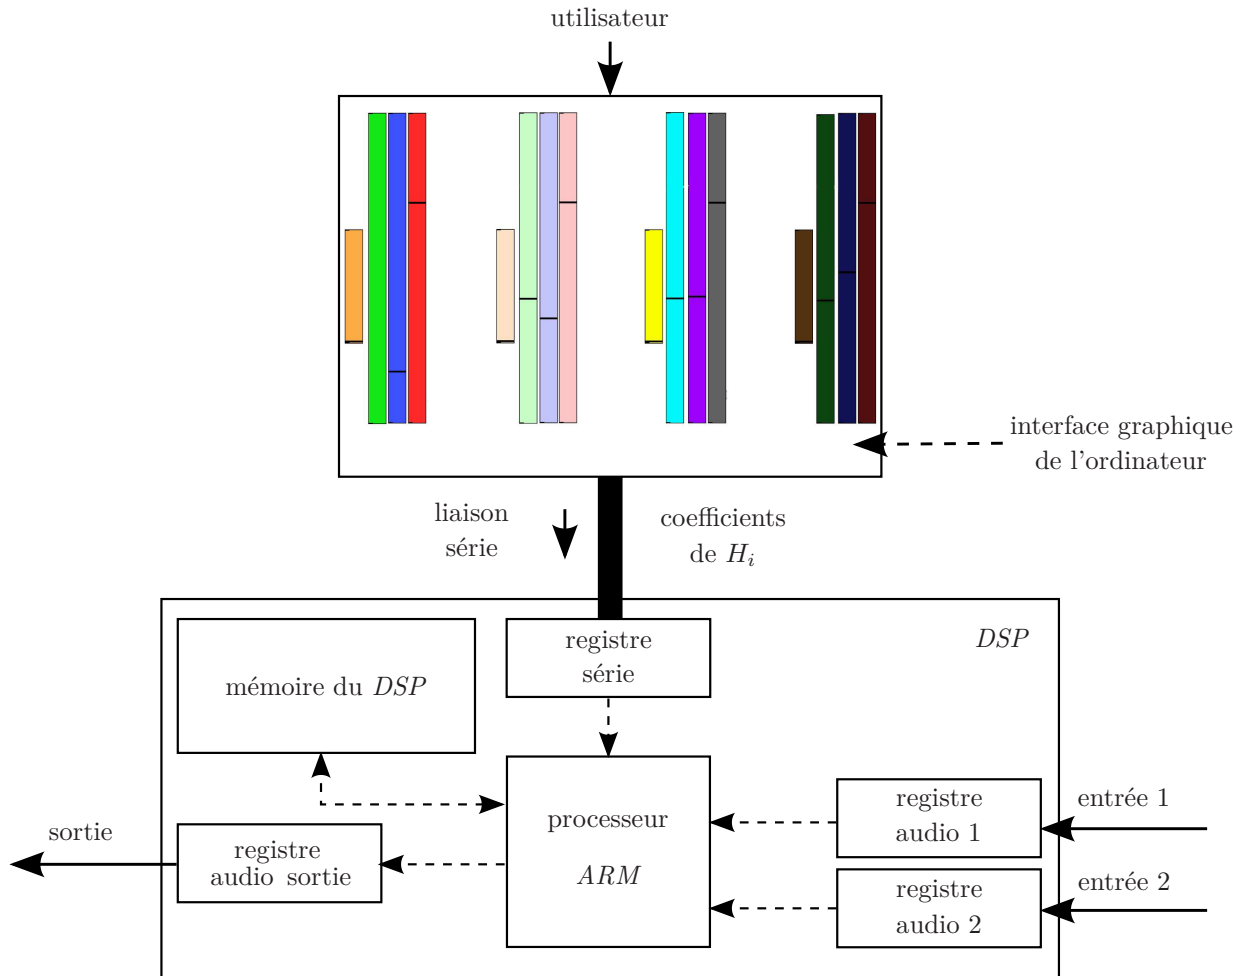 utilisateur
interface graphique
de l'ordinateur
liaison
série
coefficients
de Hᵢ
registre
série
DSP
mémoire du DSP
processeur
ARM
registre
audio 1
entrée 1
sortie
registre
audio sortie
registre
audio 2
entrée 2